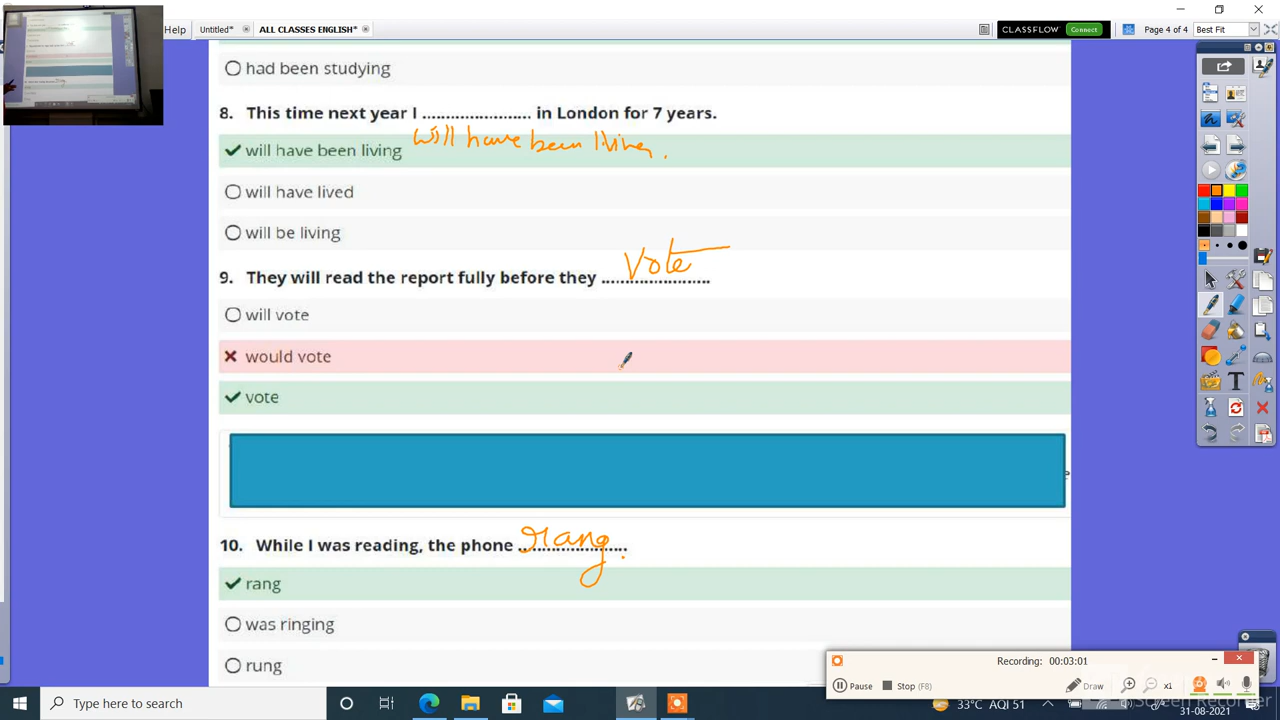 Untitled*
ALL CLASSES ENGLISH*
CLASSFLOW
Connect
Page 4 of 4
Best Fit
Help
had been studying
8. This time next year I ...................... in London for 7 years.
will have been living.
will have been living
will have lived
will be living
9. They will read the report fully before they ......................
Vote
will vote
would vote
vote
10. While I was reading, the phone ......................
rang.
rang
was ringing
rung
Recording: 00:03:01
Pause
Stop (F8)
Draw
x1
Type here to search
33°C AQI 51
31-08-2021
Screen Recorder